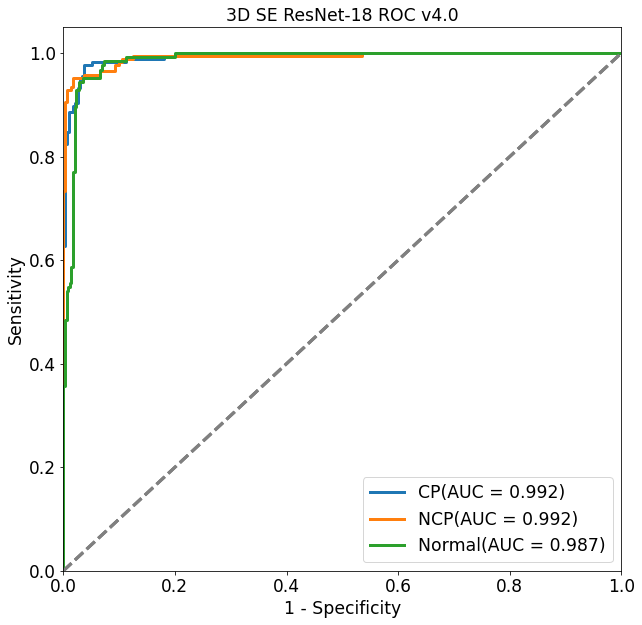 3D SE ResNet-18 ROC v4.0
1.0
0.8
0.6
0.4
0.2
0.0
Sensitivity
0.0 0.2 0.4 0.6 0.8 1.0
1 - Specificity
CP(AUC = 0.992)
NCP(AUC = 0.992)
Normal(AUC = 0.987)